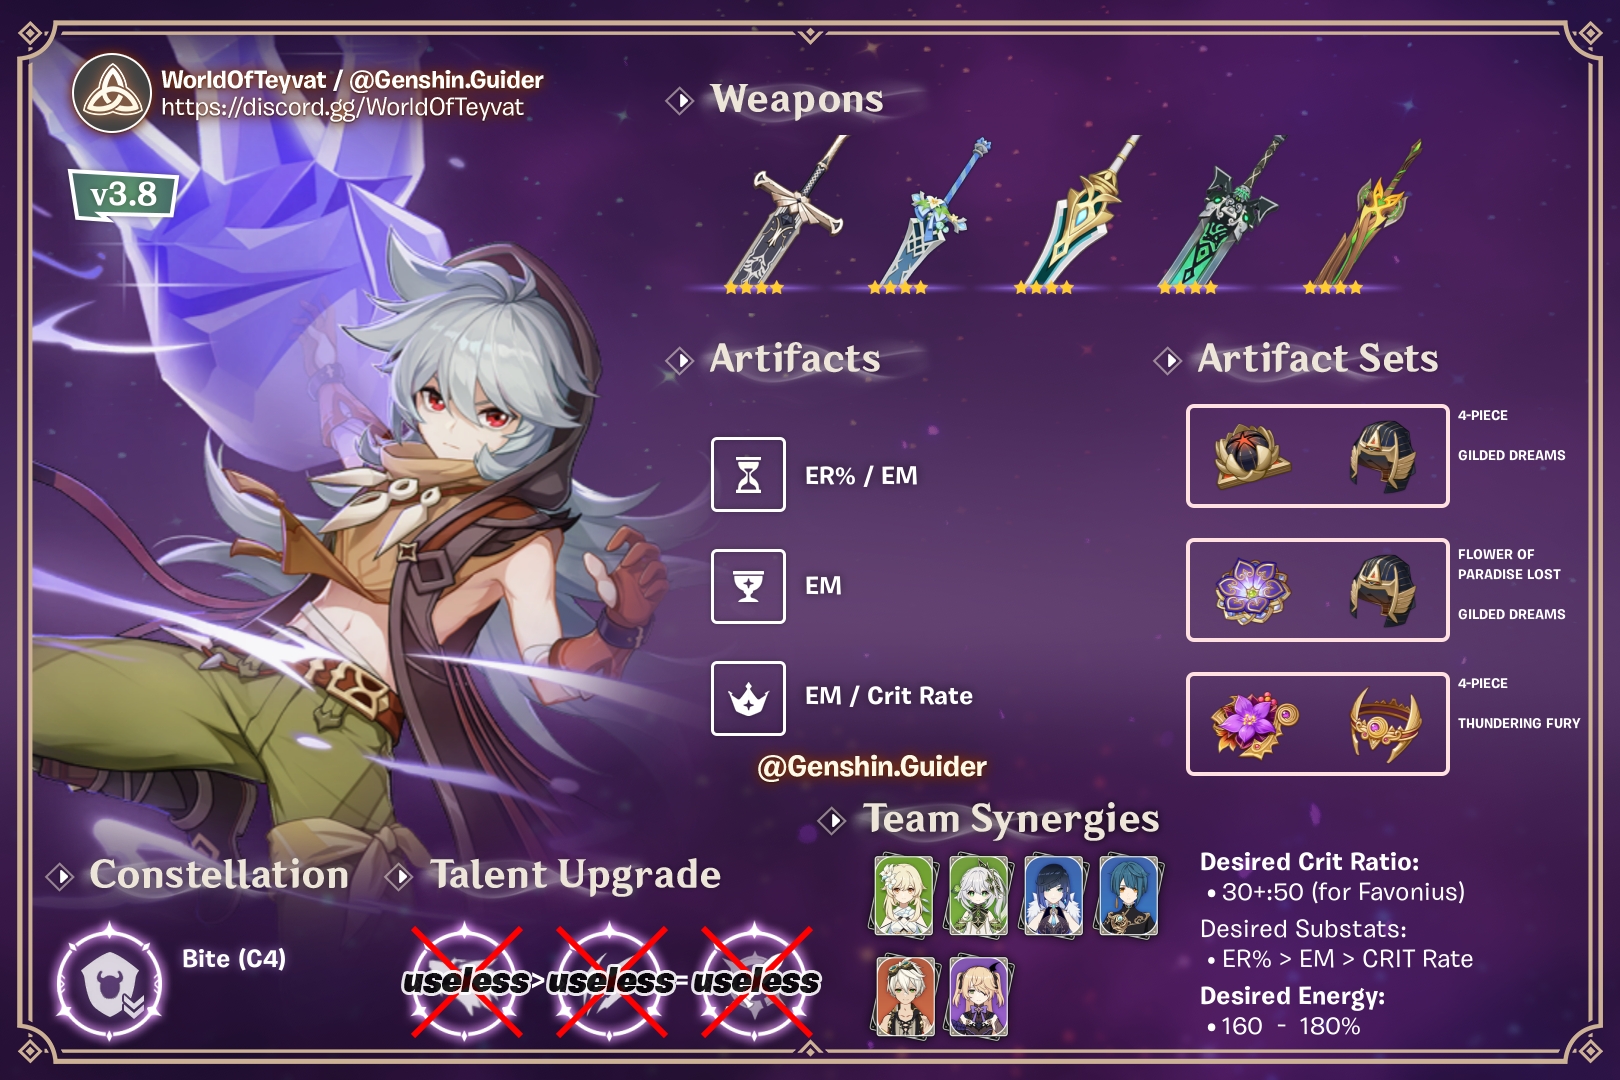 WorldOfTeyvat / @Genshin.Guider
https://discord.gg/WorldOfTeyvat
v3.8
Weapons
Artifacts
ER% / EM
EM
EM / Crit Rate
@Genshin.Guider
Artifact Sets
4-PIECE
GILDED DREAMS
FLOWER OF
PARADISE LOST
GILDED DREAMS
4-PIECE
THUNDERING FURY
Constellation
Bite (C4)
Talent Upgrade
useless>useless=useless
Team Synergies
Desired Crit Ratio:
• 30+:50 (for Favonius)
Desired Substats:
• ER% > EM > CRIT Rate
Desired Energy:
• 160 - 180%